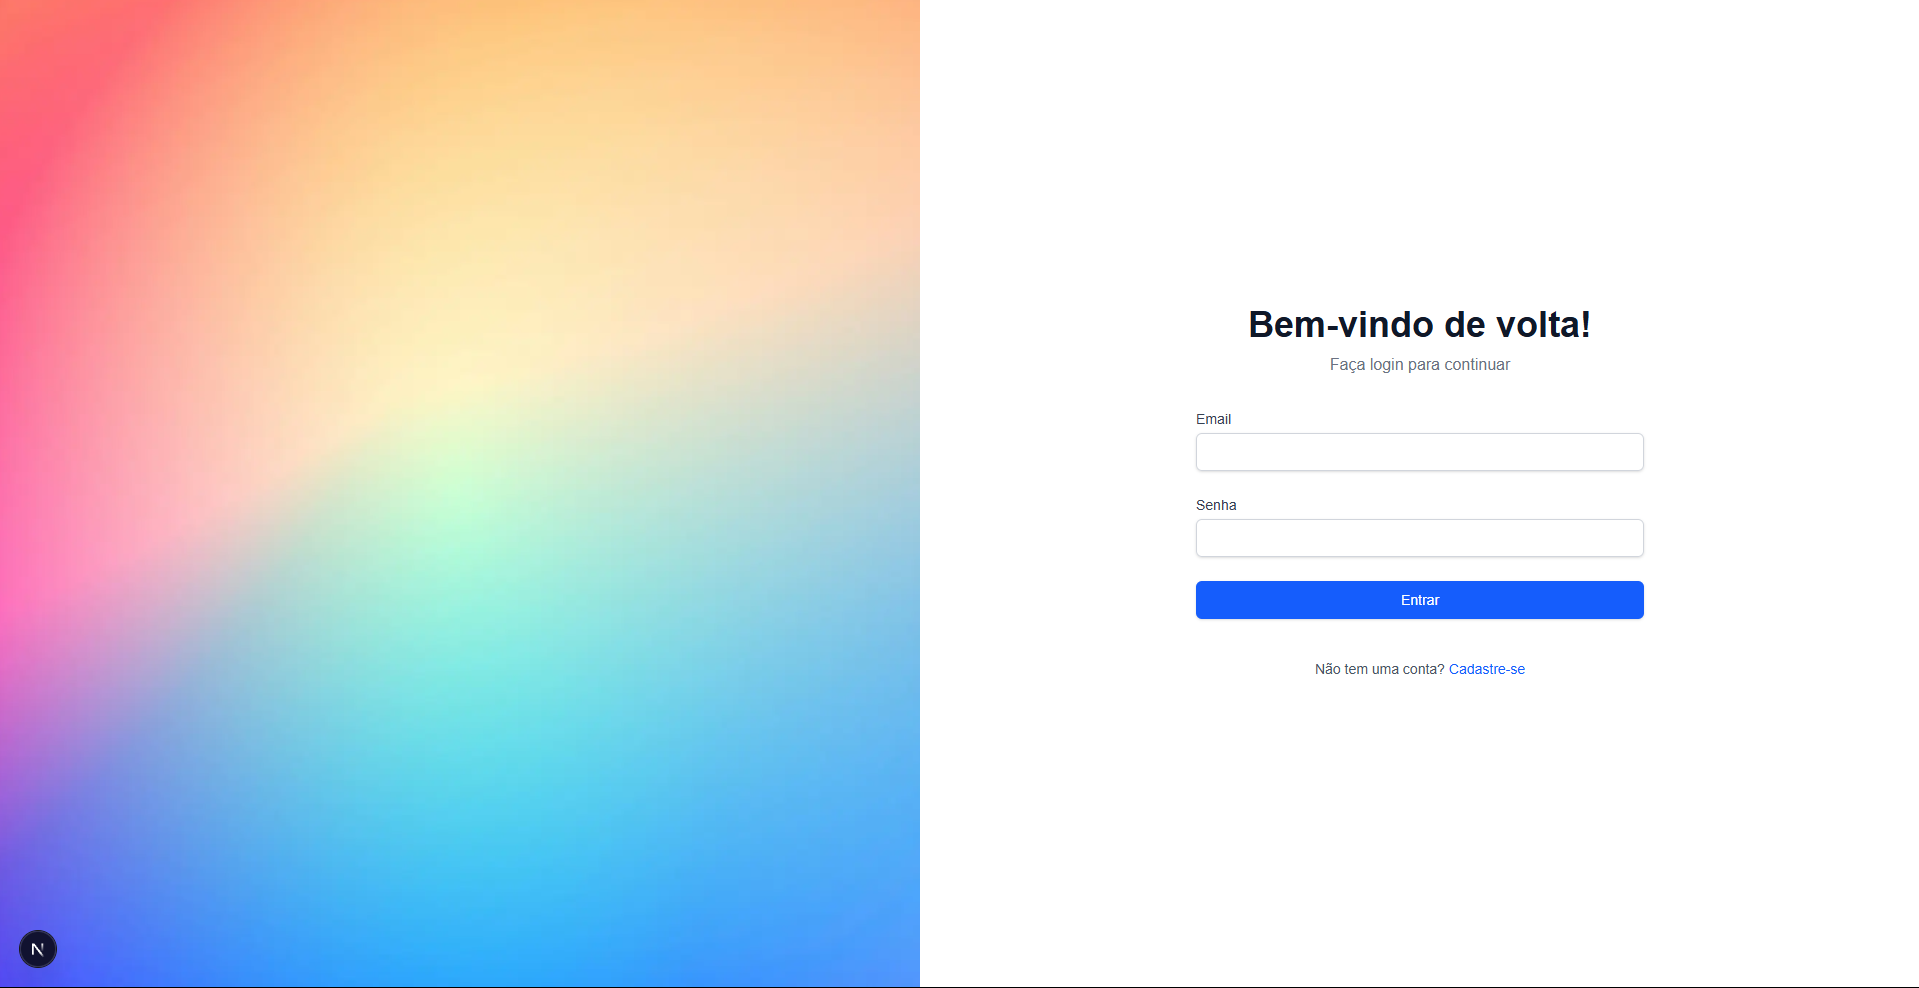 Bem-vindo de volta!
Faça login para continuar
Email
Senha
Entrar
Não tem uma conta? Cadastre-se
N